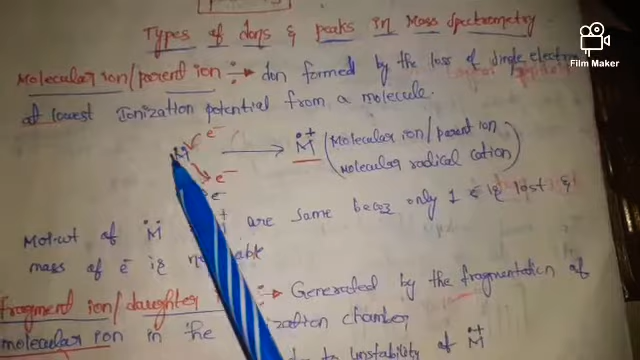 Types of Ions & peaks in Mass Spectrometry
Film Maker
Molecular ion/parent ion ÷→ Ion formed by the loss of single electron
at lowest Ionization potential from a molecule.
e⁻
M̈ → M•+ (Molecular ion/parent ion
Molecular radical cation)
e⁻
e⁻
Mol·wt of M̈ + are same becoz only 1 e⁻ is lost &
mass of e⁻ is
fragment ion/daughter :→ Generated by the fragmentation of
molecular ion in the chamber
due to instability of M•+